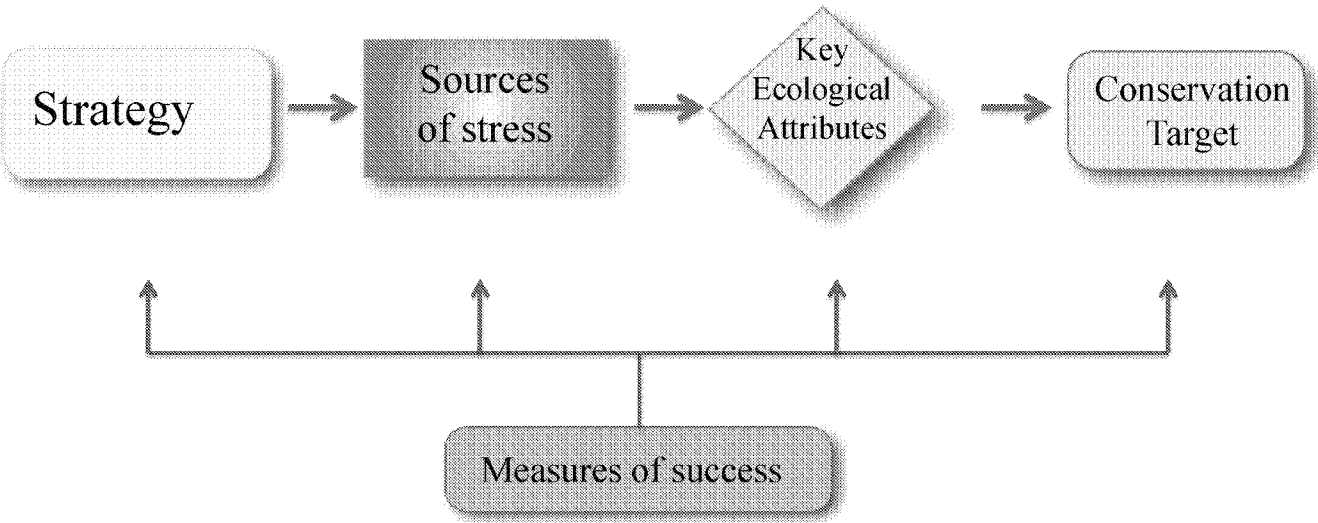 Strategy
Sources
of stress
Key
Ecological
Attributes
Conservation
Target
Measures of success